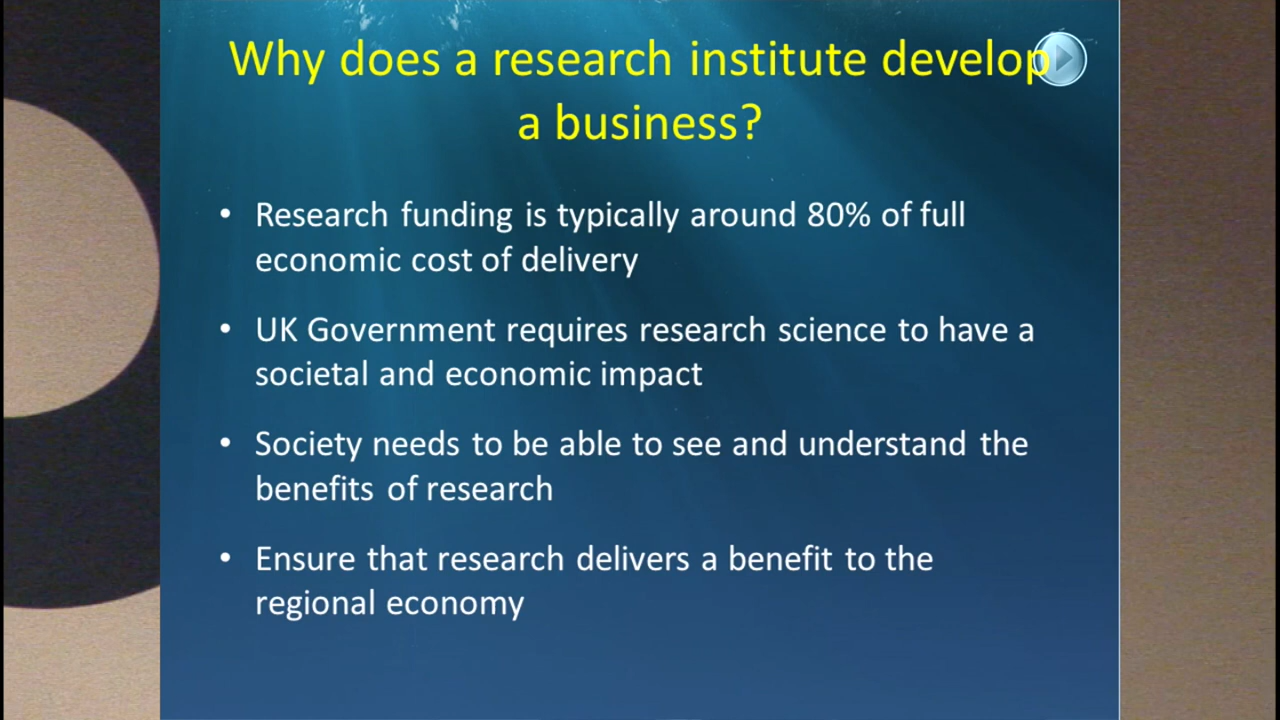 Why does a research institute develop
a business?
• Research funding is typically around 80% of full
economic cost of delivery
• UK Government requires research science to have a
societal and economic impact
• Society needs to be able to see and understand the
benefits of research
• Ensure that research delivers a benefit to the
regional economy